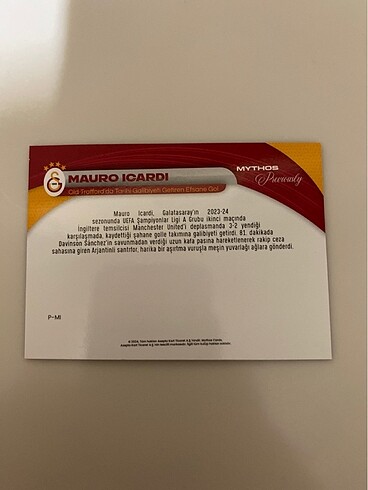 MAURO ICARDI
Old Trafford'da Tarihi Galibiyeti Getiren Efsane Gol
MYTHOS
Previously
Mauro Icardi, Galatasaray'ın 2023-24
sezonunda UEFA Şampiyonlar Ligi A Grubu ikinci maçında
İngiltere temsilcisi Manchester United'ı deplasmanda 3-2 yendiği
karşılaşmada, kaydettiği şahane golle takımına galibiyeti getirdi. 81. dakikada
Davinson Sánchez'in savunmadan verdiği uzun kafa pasına hareketlenerek rakip ceza
sahasına giren Arjantinli santrfor, harika bir aşırtma vuruşla meşin yuvarlağı ağlara gönderdi.
P-MI